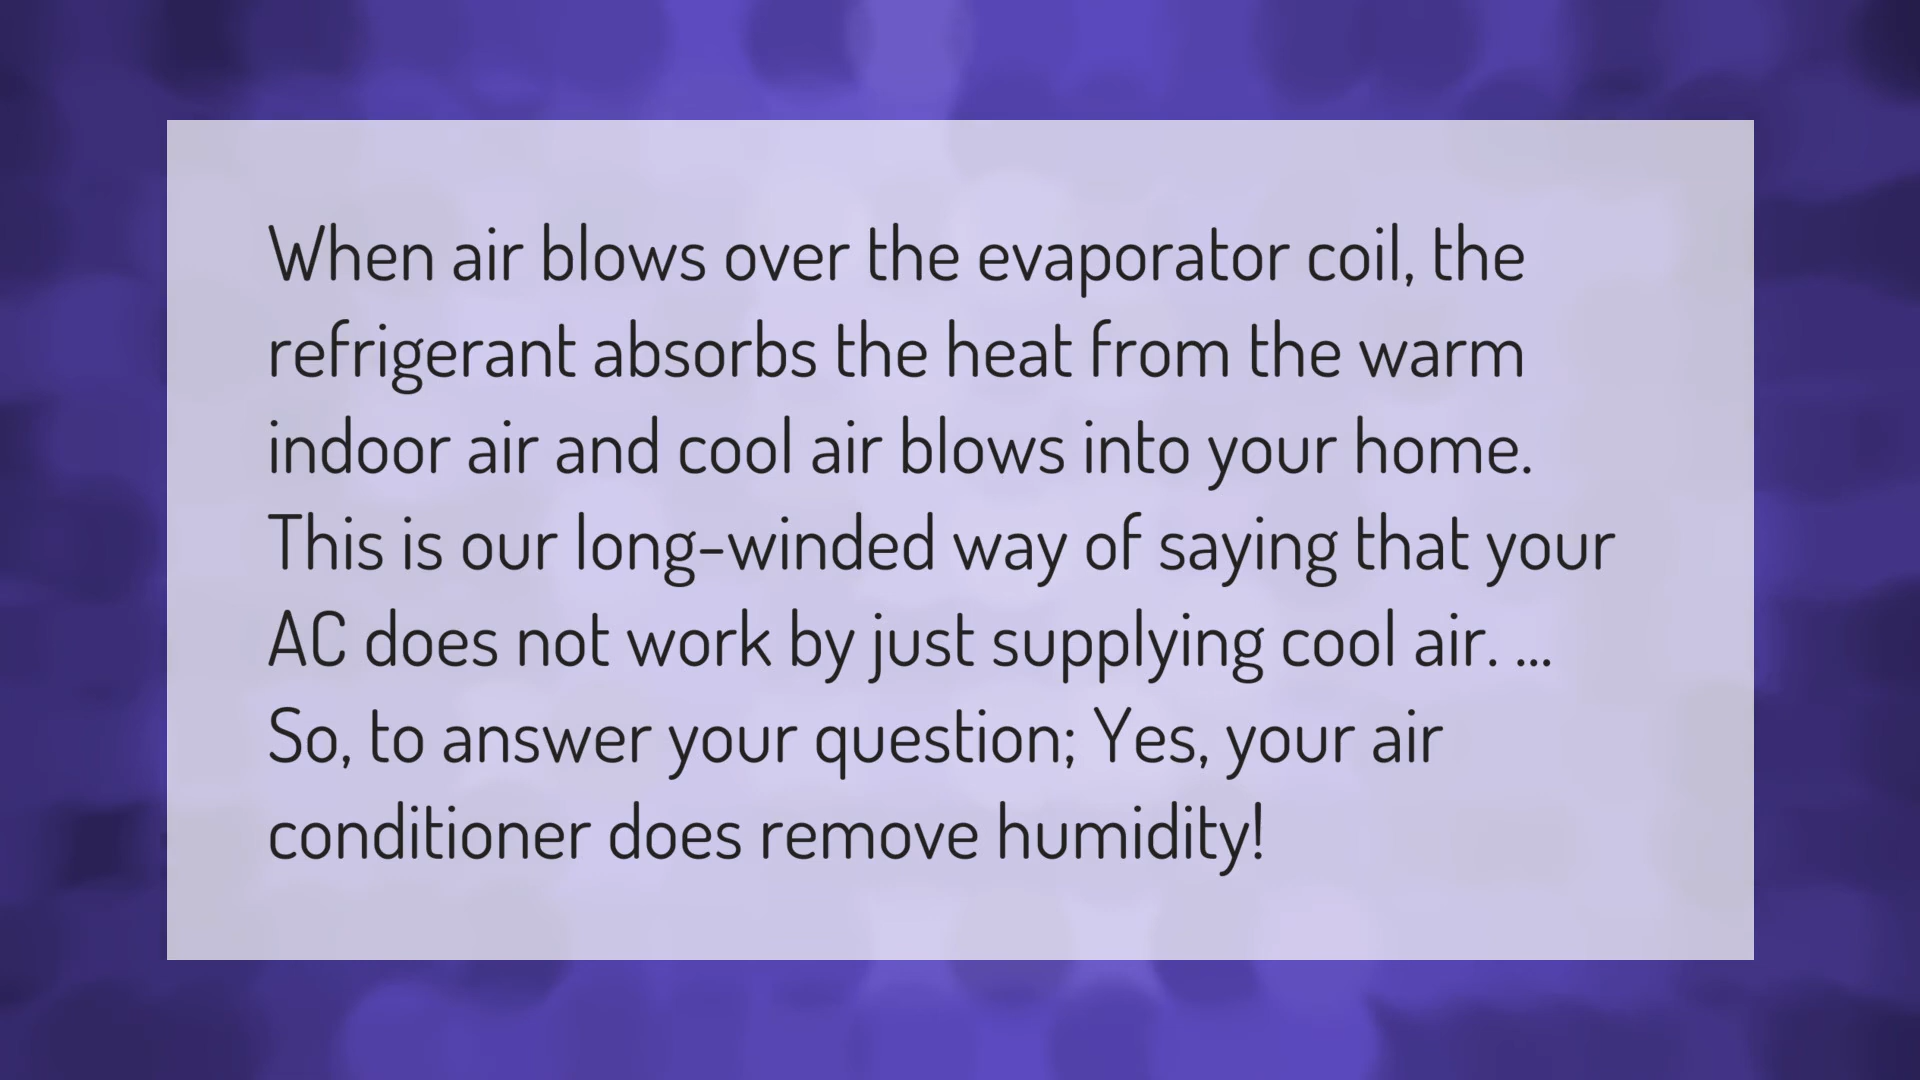 When air blows over the evaporator coil, the
refrigerant absorbs the heat from the warm
indoor air and cool air blows into your home.
This is our long-winded way of saying that your
AC does not work by just supplying cool air. ...
So, to answer your question; Yes, your air
conditioner does remove humidity!